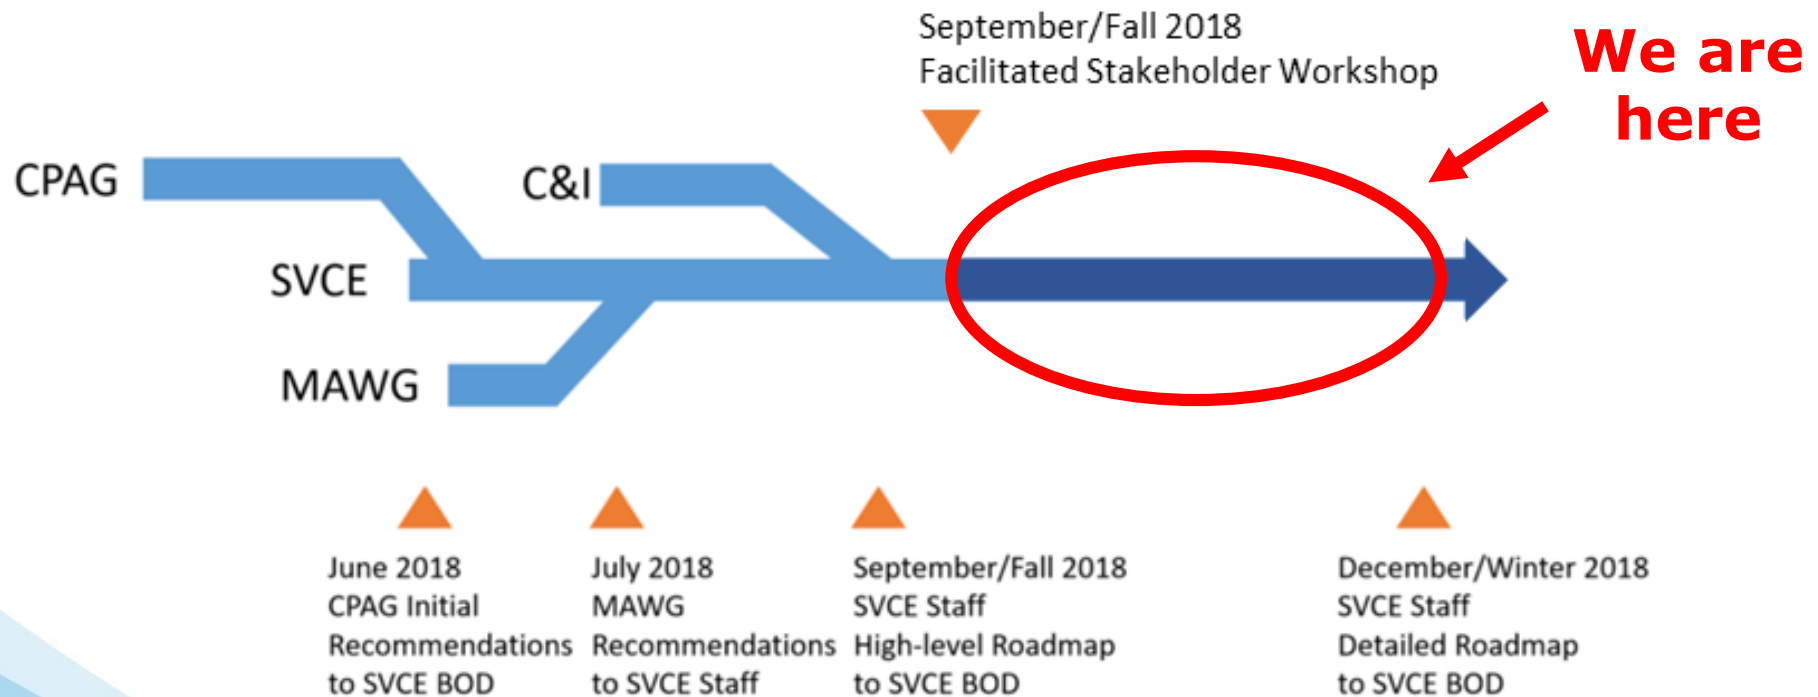 September/Fall 2018
Facilitated Stakeholder Workshop
We are
here
CPAG
C&I
SVCE
MAWG
June 2018
CPAG Initial
Recommendations
to SVCE BOD
July 2018
MAWG
Recommendations
to SVCE Staff
September/Fall 2018
SVCE Staff
High-level Roadmap
to SVCE BOD
December/Winter 2018
SVCE Staff
Detailed Roadmap
to SVCE BOD